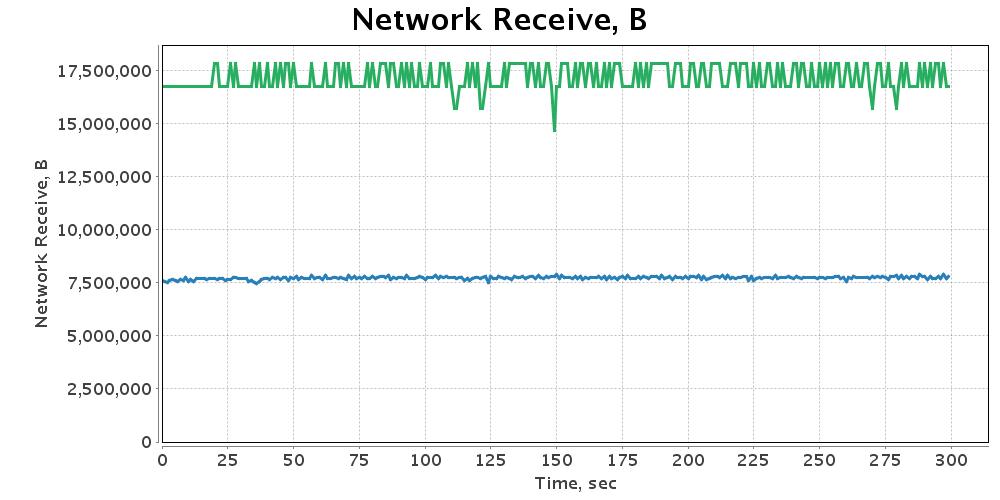 Network Receive, B
Network Receive, B
17,500,000
15,000,000
12,500,000
10,000,000
7,500,000
5,000,000
2,500,000
0
0 25 50 75 100 125 150 175 200 225 250 275 300
Time, sec